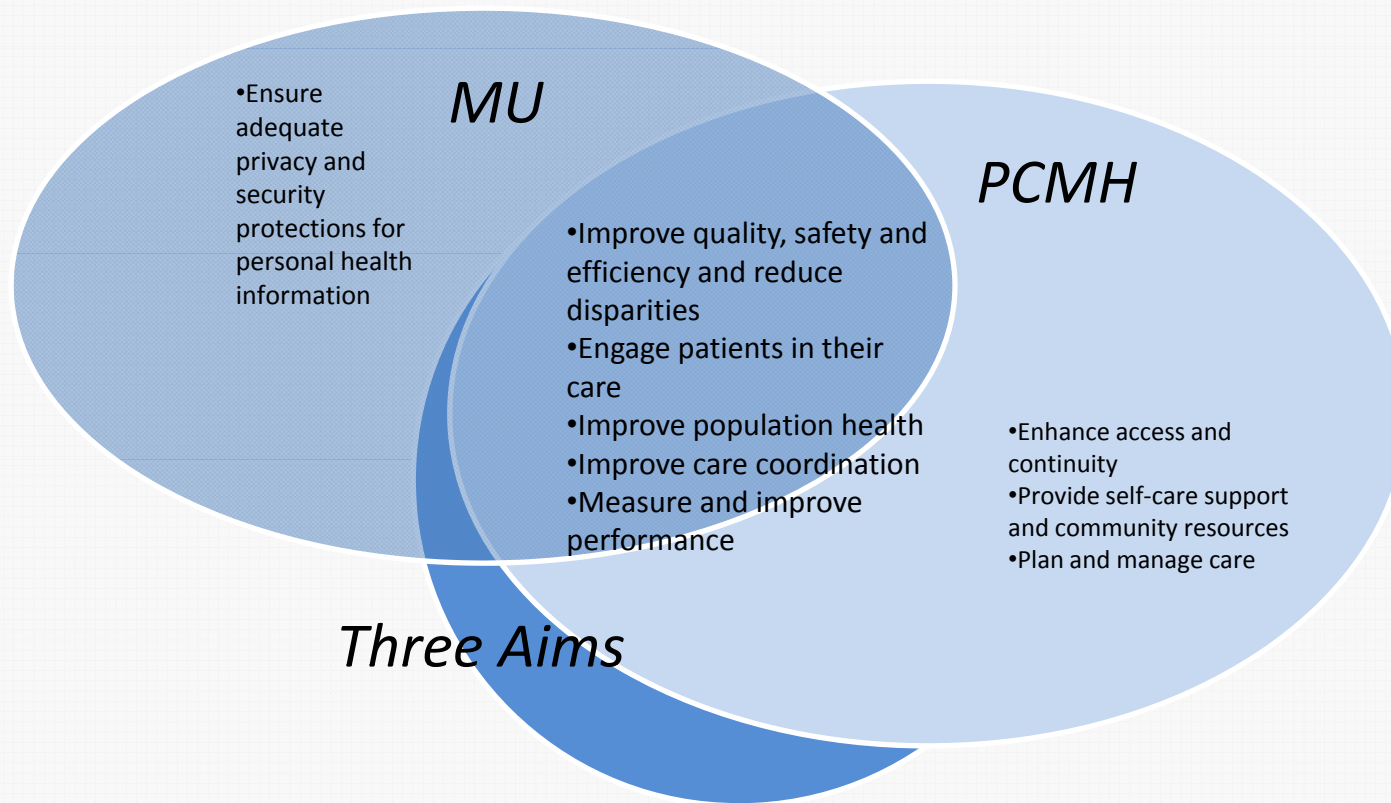 MU
•Ensure
adequate
privacy and
security
protections for
personal health
information
PCMH
•Improve quality, safety and
efficiency and reduce
disparities
•Engage patients in their
care
•Improve population health
•Improve care coordination
•Measure and improve
performance
•Enhance access and
continuity
•Provide self-care support
and community resources
•Plan and manage care
Three Aims